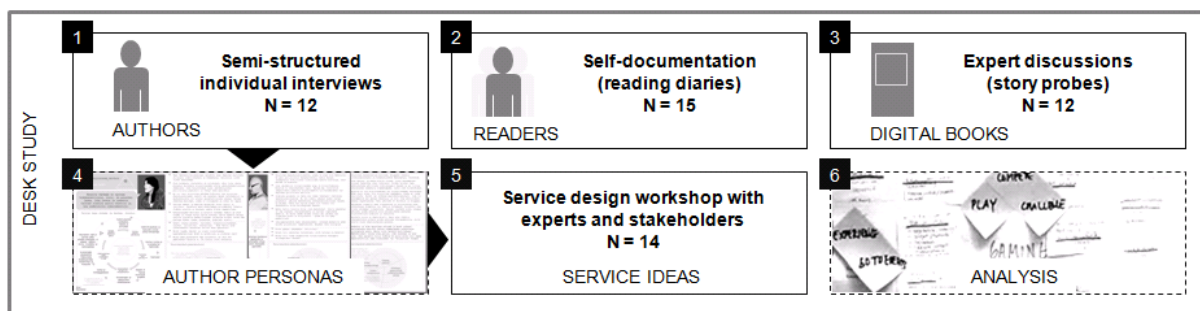 DESK STUDY
1
Semi-structured
individual interviews
N = 12
AUTHORS
2
Self-documentation
(reading diaries)
N = 15
READERS
3
Expert discussions
(story probes)
N = 12
DIGITAL BOOKS
4
AUTHOR PERSONAS
5
Service design workshop with
experts and stakeholders
N = 14
SERVICE IDEAS
6
COMPETE
PLAY
CHALLENGE
GAMING
ANALYSIS